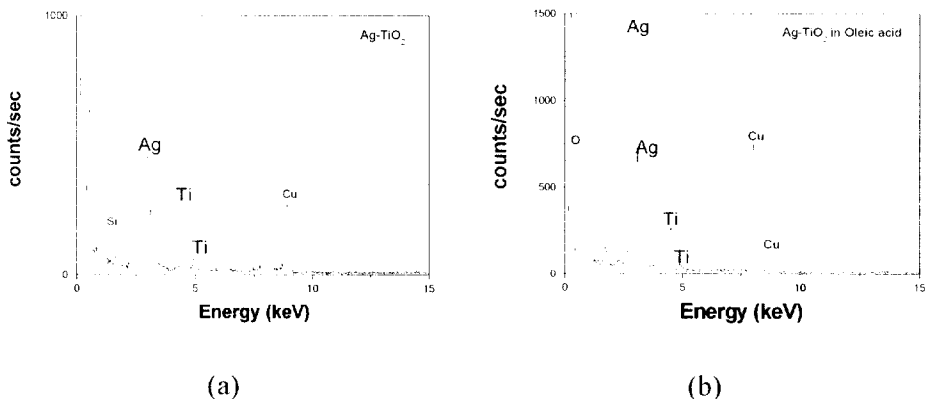 1000
Ag-TiO2
counts/sec
Ag
Ti
Si
Cu
Ti
0
0
5
10
15
Energy (keV)
(a)
1500
Ag
Ag-TiO2 in Oleic acid
counts/sec
1000
O
Ag
Cu
500
Ti
Cu
Ti
0
0
5
10
15
Energy (keV)
(b)